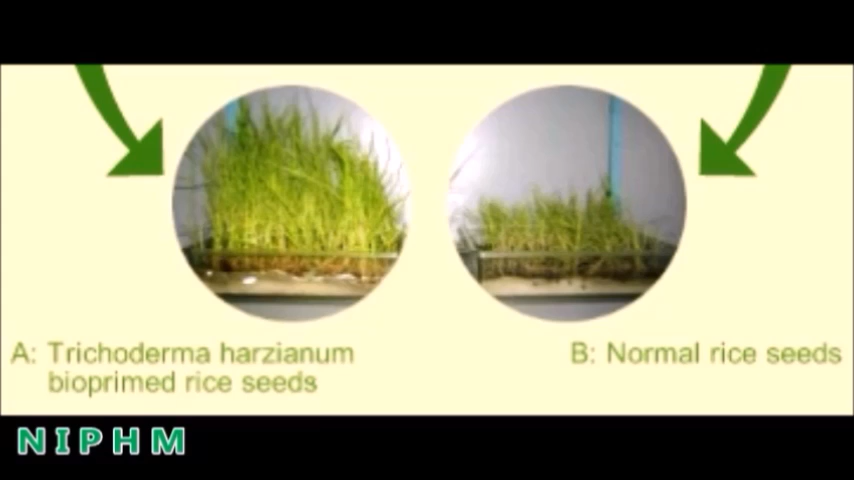 A: Trichoderma harzianum
bioprimed rice seeds
B: Normal rice seeds
NIPHM